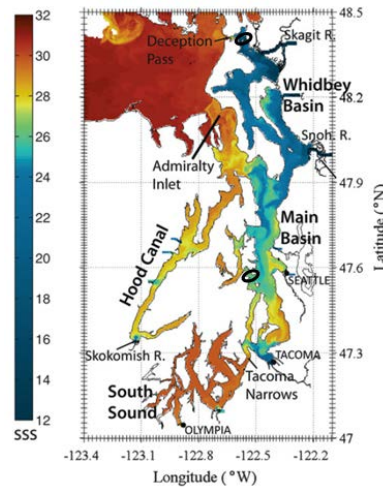 32
30
28
26
24
22
20
18
16
14
12
SSS
48.5
48.2
47.9
47.6
47.3
47
Latitude (°N)
Deception
Pass
Skagit R.
Whidbey
Basin
Snoh. R.
Admiralty
Inlet
Main
Basin
Hood Canal
SEATTLE
Skokomish R.
TACOMA
Tacoma
Narrows
South
Sound
OLYMPIA
-123.4
-123.1
-122.8
-122.5
-122.2
Longitude (°W)